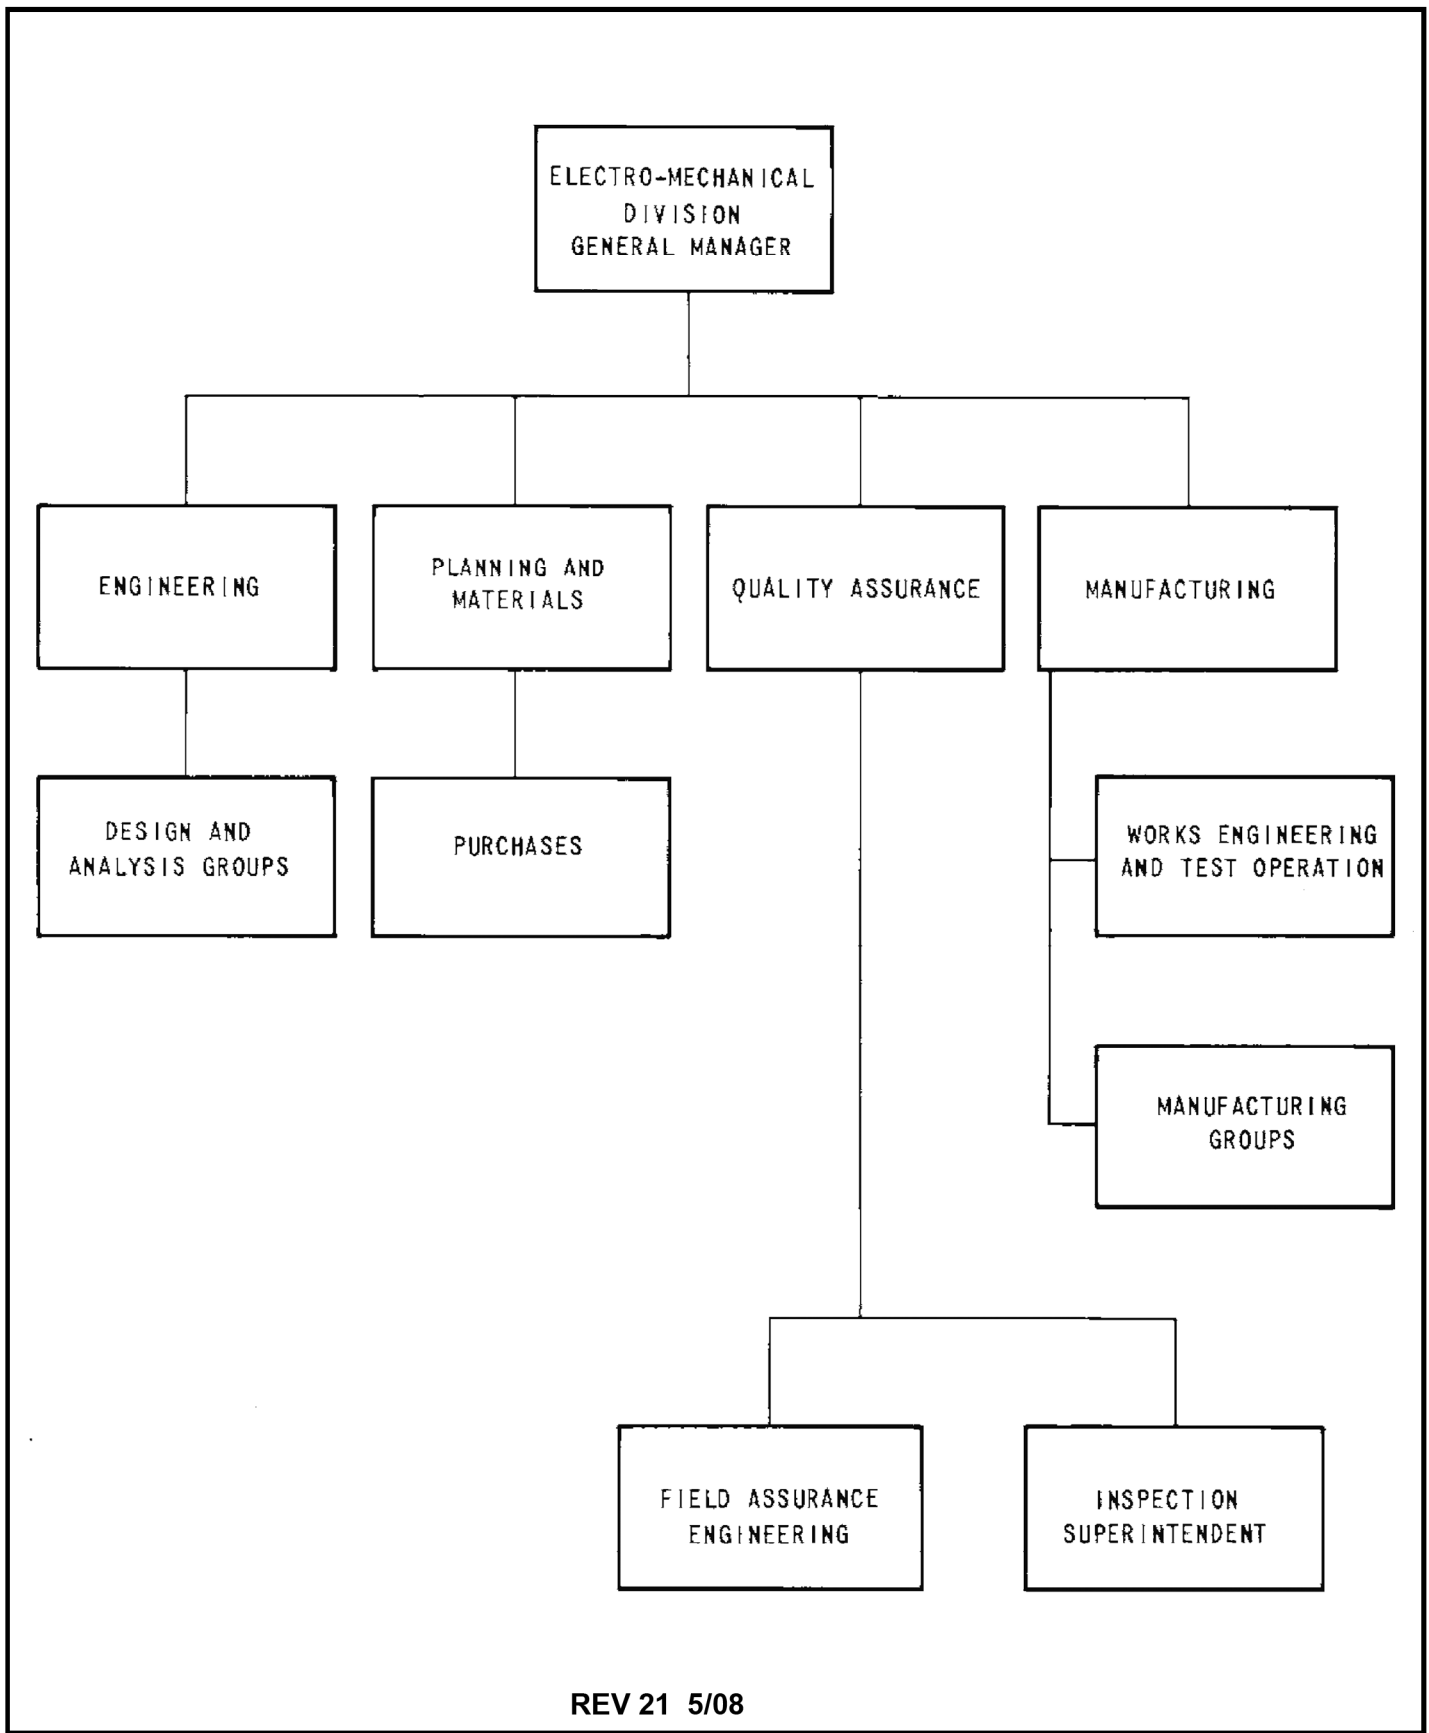 ELECTRO-MECHANICAL
DIVISION
GENERAL MANAGER
ENGINEERING
PLANNING AND
MATERIALS
QUALITY ASSURANCE
MANUFACTURING
DESIGN AND
ANALYSIS GROUPS
PURCHASES
WORKS ENGINEERING
AND TEST OPERATION
MANUFACTURING
GROUPS
FIELD ASSURANCE
ENGINEERING
INSPECTION
SUPERINTENDENT
REV 21 5/08